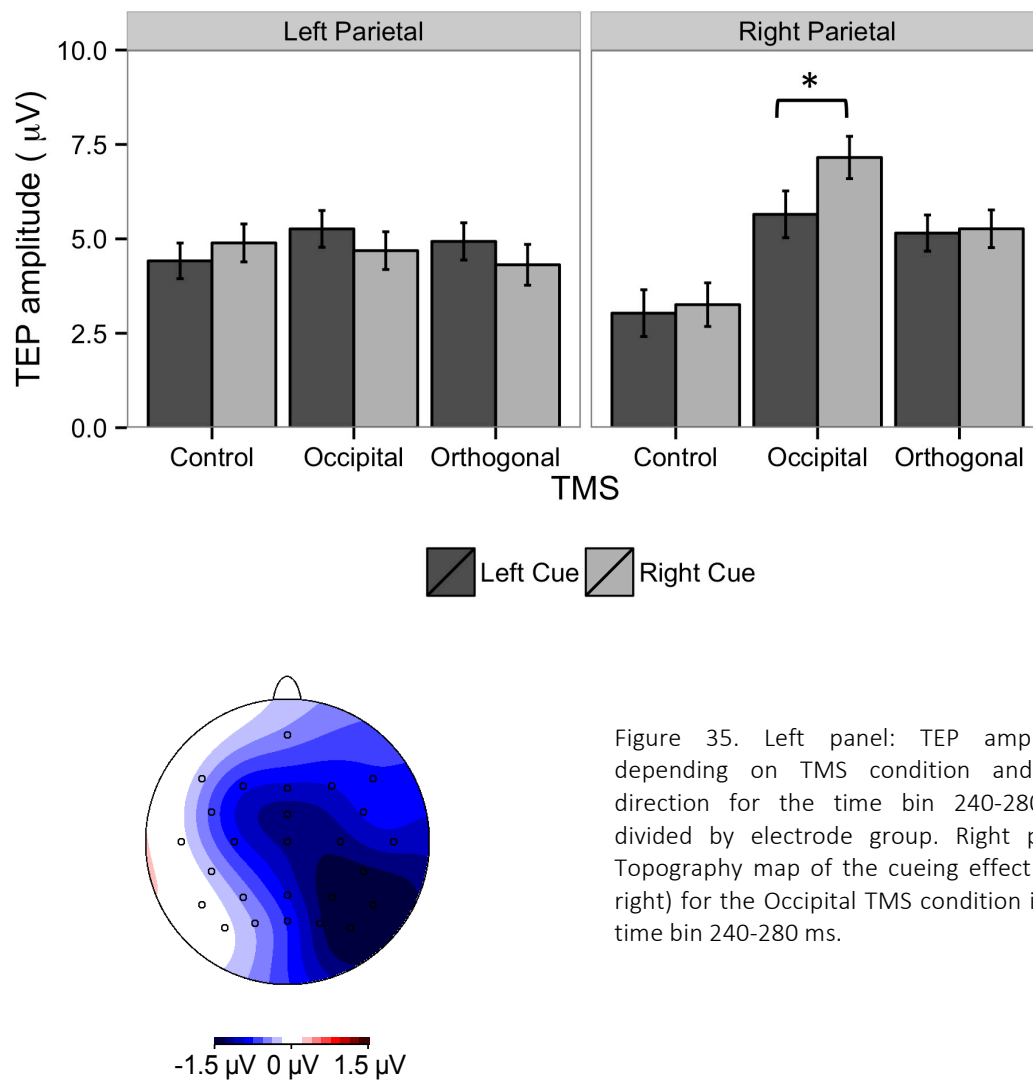 Left Parietal
Right Parietal
10.0
7.5
5.0
2.5
0.0
TEP amplitude ( μV)
*
Control
Occipital
Orthogonal
Control
Occipital
Orthogonal
TMS
Left Cue
Right Cue
Figure 35. Left panel: TEP amp
depending on TMS condition and
direction for the time bin 240-280
divided by electrode group. Right p
Topography map of the cueing effect
right) for the Occipital TMS condition i
time bin 240-280 ms.
-1.5 μV 0 μV 1.5 μV